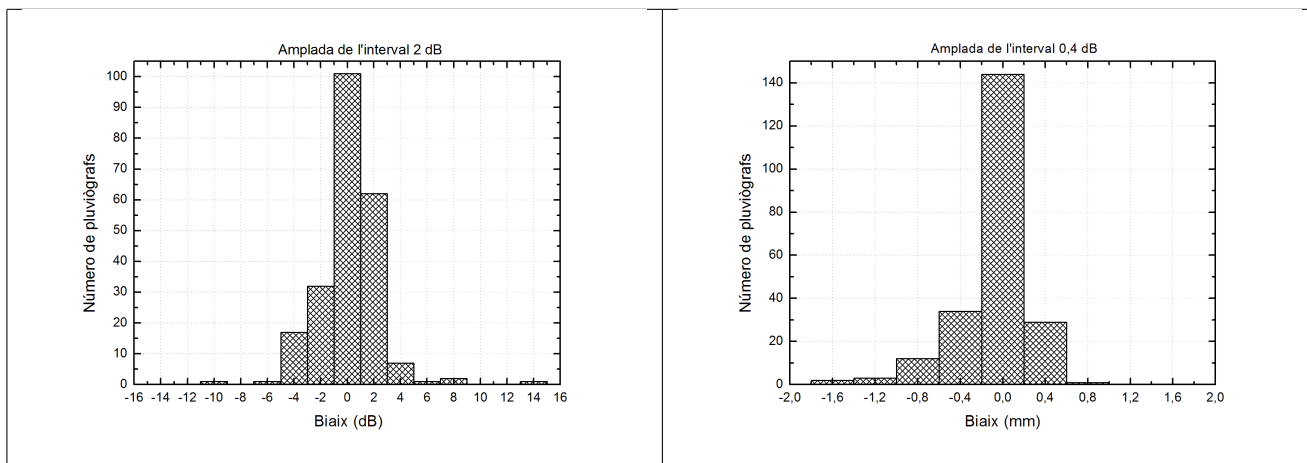 Amplada de l'interval 2 dB
Número de pluviògrafs
100
90
80
70
60
50
40
30
20
10
0
-16 -14 -12 -10 -8 -6 -4 -2 0 2 4 6 8 10 12 14 16
Biaix (dB)
Amplada de l'interval 0,4 dB
Número de pluviògrafs
140
120
100
80
60
40
20
0
-2,0 -1,6 -1,2 -0,8 -0,4 0,0 0,4 0,8 1,2 1,6 2,0
Biaix (mm)